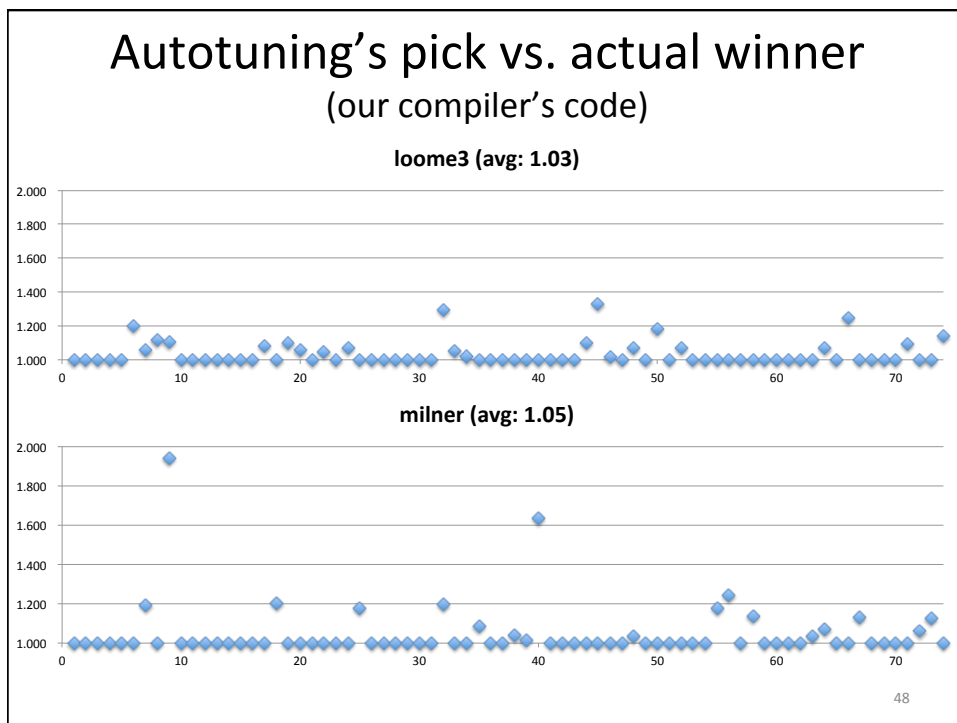 Autotuning’s pick vs. actual winner
(our compiler’s code)
loome3 (avg: 1.03)
2.000
1.800
1.600
1.400
1.200
1.000
0 10 20 30 40 50 60 70
milner (avg: 1.05)
2.000
1.800
1.600
1.400
1.200
1.000
0 10 20 30 40 50 60 70
48